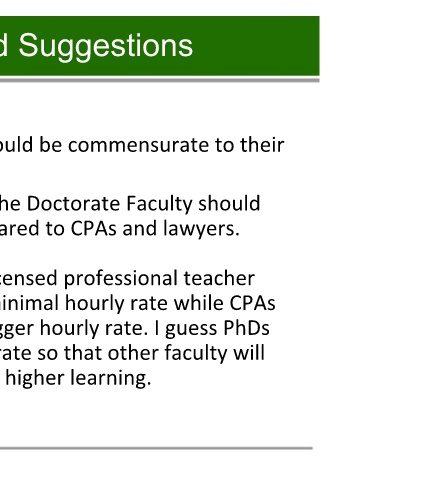 d Suggestions
ould be commensurate to their
he Doctorate Faculty should
ared to CPAs and lawyers.
censed professional teacher
inimal hourly rate while CPAs
gger hourly rate. I guess PhDs
rate so that other faculty will
higher learning.